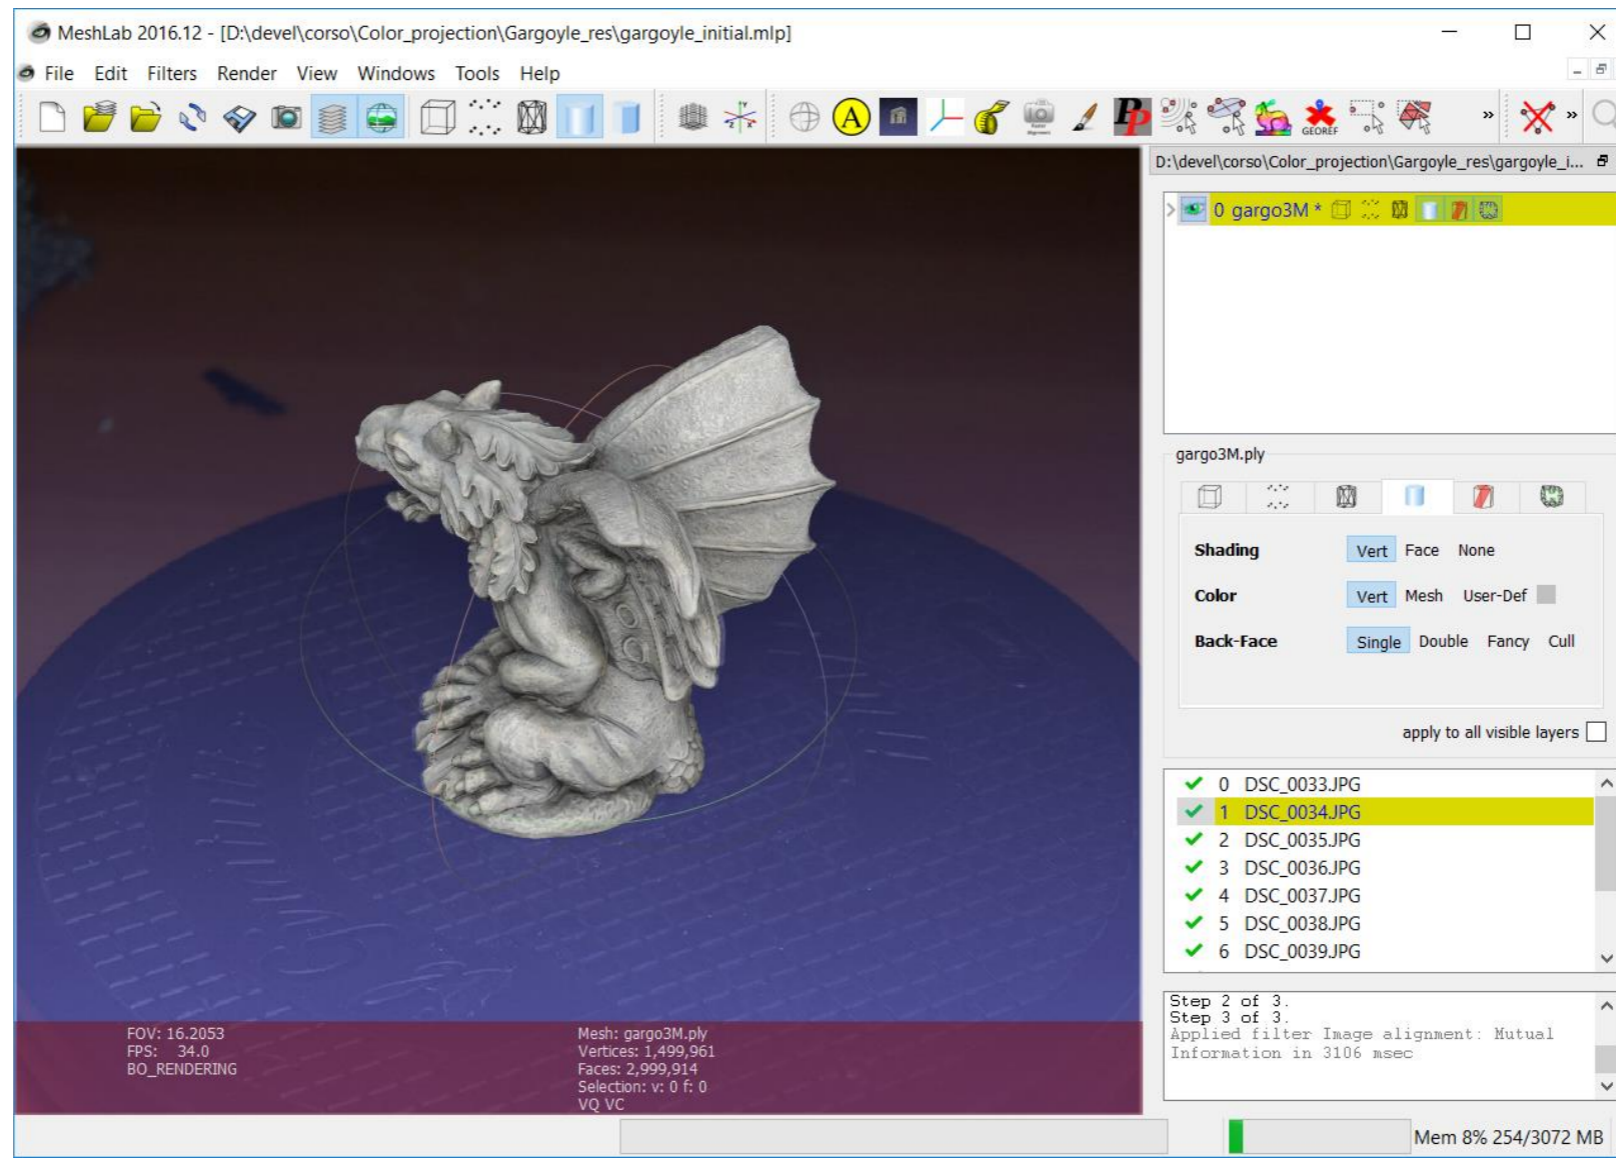 MeshLab 2016.12 - [D:\devel\corso\Color_projection\Gargoyle_res\gargoyle_initial.mlp]
File Edit Filters Render View Windows Tools Help
A
PP
GEOREF
»
»
D:\devel\corso\Color_projection\Gargoyle_res\gargoyle_i...
0 gargo3M *
gargo3M.ply
Shading Vert Face None
Color Vert Mesh User-Def
Back-Face Single Double Fancy Cull
apply to all visible layers
0 DSC_0033.JPG
1 DSC_0034.JPG
2 DSC_0035.JPG
3 DSC_0036.JPG
4 DSC_0037.JPG
5 DSC_0038.JPG
6 DSC_0039.JPG
Step 2 of 3.
Step 3 of 3.
Applied filter Image alignment: Mutual
Information in 3106 msec
FOV: 16.2053
FPS: 34.0
BO_RENDERING
Mesh: gargo3M.ply
Vertices: 1,499,961
Faces: 2,999,914
Selection: v: 0 f: 0
VQ VC
Mem 8% 254/3072 MB